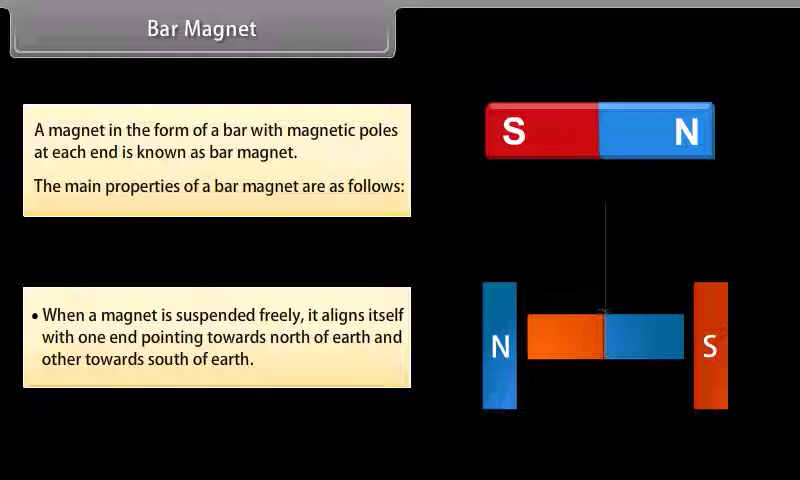 Bar Magnet
A magnet in the form of a bar with magnetic poles
at each end is known as bar magnet.
The main properties of a bar magnet are as follows:
S N
• When a magnet is suspended freely, it aligns itself
with one end pointing towards north of earth and
other towards south of earth.
N S